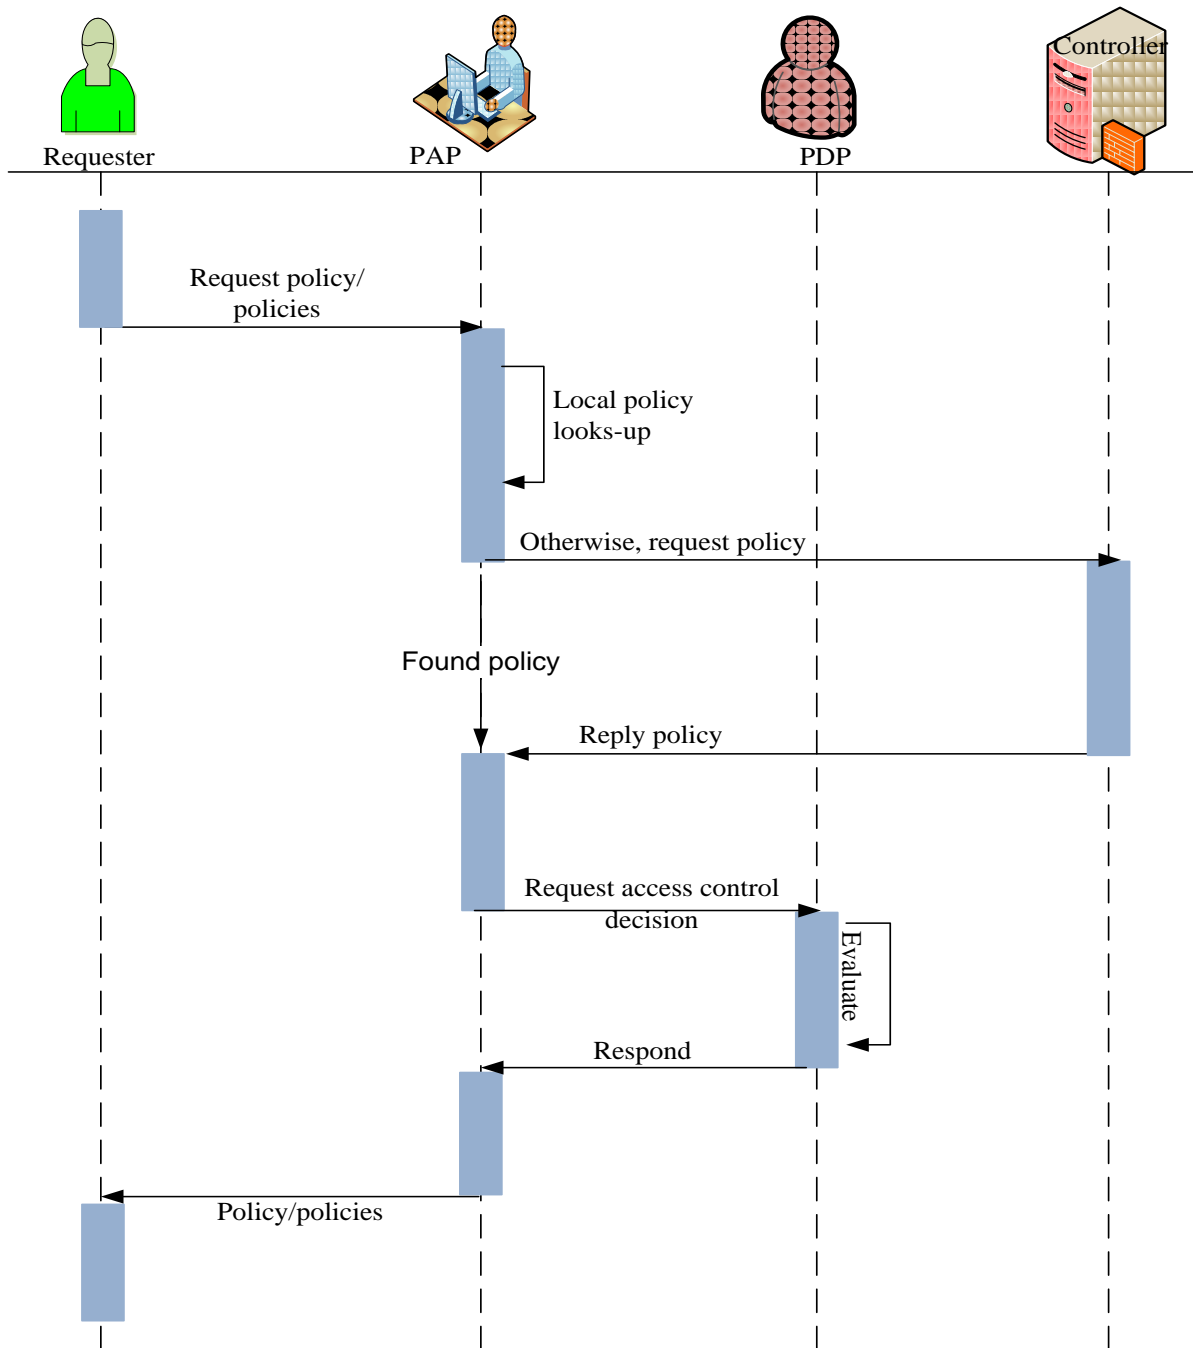 Controller
Requester
PAP
PDP
Request policy/
policies
Local policy
looks-up
Otherwise, request policy
Found policy
Reply policy
Request access control
decision
Evaluate
Respond
Policy/policies